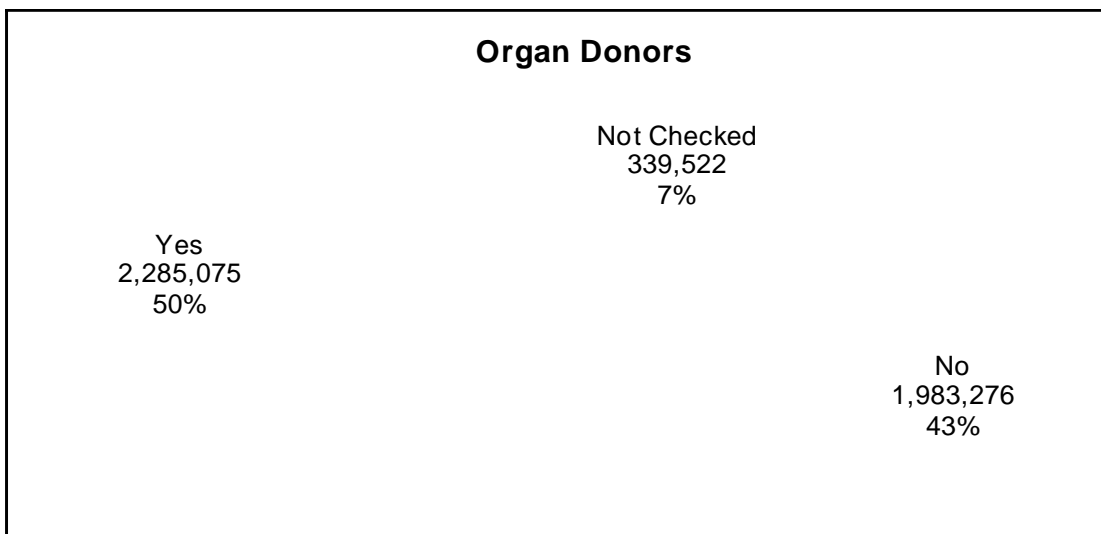 Organ Donors
Not Checked
339,522
7%
Yes
2,285,075
50%
No
1,983,276
43%